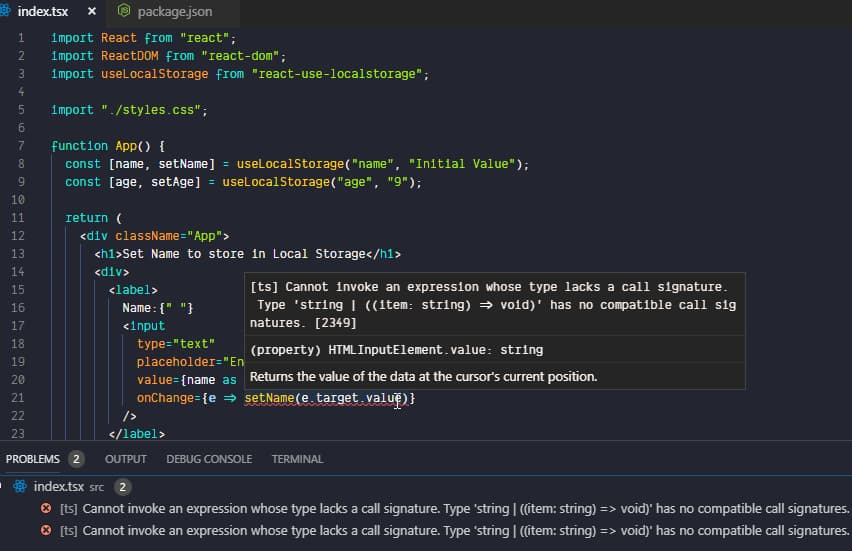 index.tsx × package.json
1 import React from "react";
2 import ReactDOM from "react-dom";
3 import useLocalStorage from "react-use-localstorage";
4
5 import "./styles.css";
6
7 function App() {
8 const [name, setName] = useLocalStorage("name", "Initial Value");
9 const [age, setAge] = useLocalStorage("age", "9");
10
11 return (
12 <div className="App">
13 <h1>Set Name to store in Local Storage</h1>
14 <div>
15 <label>
16 Name:{" "}
17 <input
18 type="text"
19 placeholder="En
20 value={name as
21 onChange={e => setName(e.target.value)}
22 />
23 </label>
[ts] Cannot invoke an expression whose type lacks a call signature.
Type 'string | ((item: string) => void)' has no compatible call sig
natures. [2349]
(property) HTMLInputElement.value: string
Returns the value of the data at the cursor's current position.
PROBLEMS 2 OUTPUT DEBUG CONSOLE TERMINAL
index.tsx src 2
[ts] Cannot invoke an expression whose type lacks a call signature. Type 'string | ((item: string) => void)' has no compatible call signatures.
[ts] Cannot invoke an expression whose type lacks a call signature. Type 'string | ((item: string) => void)' has no compatible call signatures.